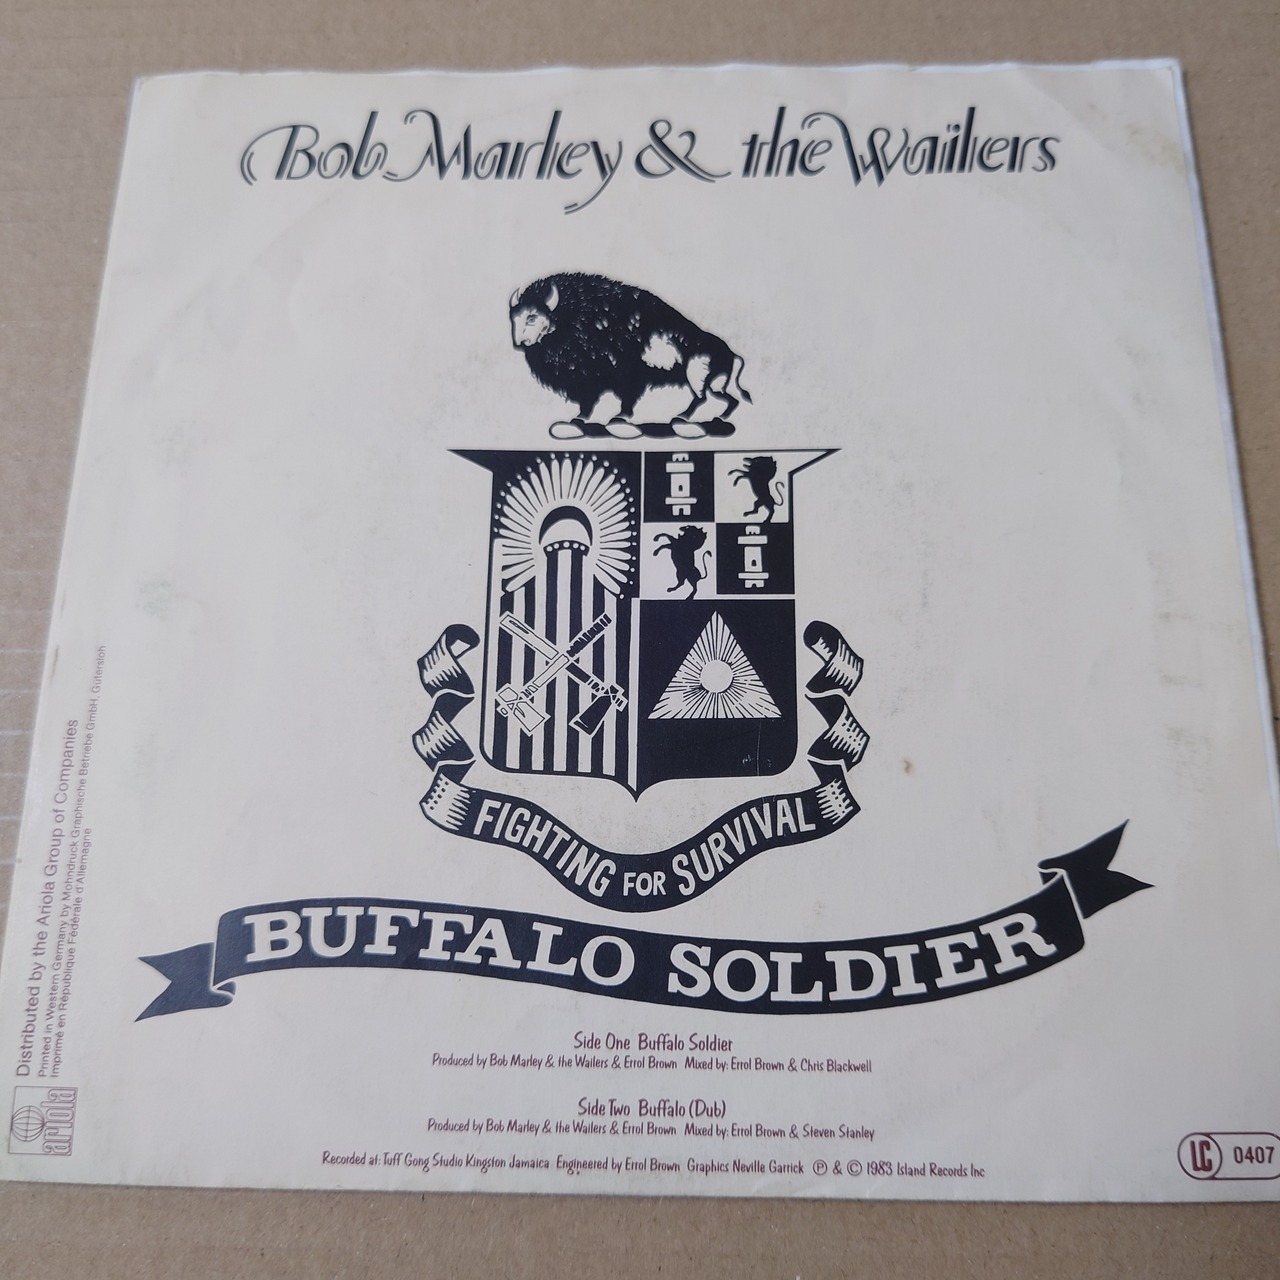 Bob Marley & the Wailers
FIGHTING FOR SURVIVAL
BUFFALO SOLDIER
Side One Buffalo Soldier
Produced by Bob Marley & the Wailers & Errol Brown Mixed by: Errol Brown & Chris Blackwell
Side Two Buffalo (Dub)
Produced by Bob Marley & the Wailers & Errol Brown Mixed by: Errol Brown & Steven Stanley
Recorded at: Tuff Gong Studio Kingston Jamaica Engineered by Errol Brown Graphics Neville Garrick Ⓟ & © 1983 Island Records Inc
LC 0407
Distributed by the Ariola Group of Companies
Printed in Western Germany by Mohndruck Graphische Betriebe GmbH, Gütersloh
Imprimé en République Fédérale d'Allemagne
ariola